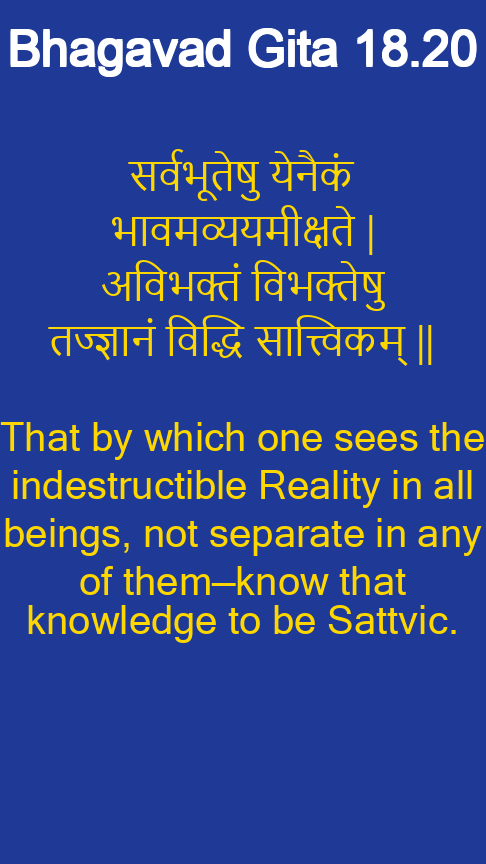 Bhagavad Gita 18.20
सर्वभूतेषु येनैकं
भावमव्ययमीक्षते |
अविभक्तं विभक्तेषु
तज्ज्ञानं विद्धि सात्त्विकम् ||
That by which one sees the
indestructible Reality in all
beings, not separate in any
of them—know that
knowledge to be Sattvic.